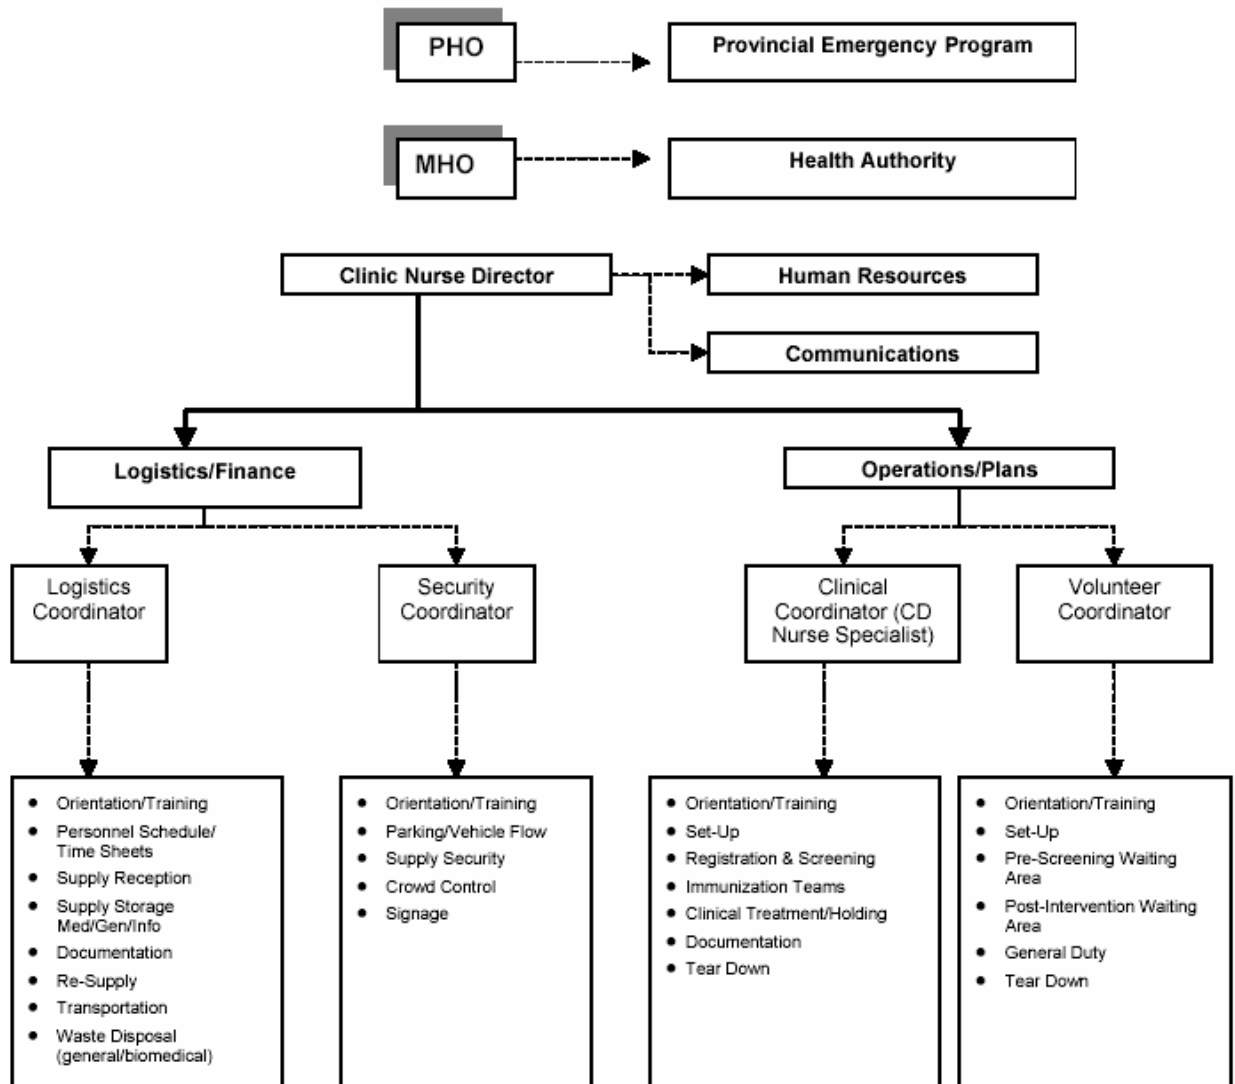 PHO
Provincial Emergency Program
MHO
Health Authority
Clinic Nurse Director
Human Resources
Communications
Logistics/Finance
Operations/Plans
Logistics
Coordinator
Security
Coordinator
Clinical
Coordinator (CD
Nurse Specialist)
Volunteer
Coordinator
● Orientation/Training
● Personnel Schedule/
Time Sheets
● Supply Reception
● Supply Storage
Med/Gen/Info
● Documentation
● Re-Supply
● Transportation
● Waste Disposal
(general/biomedical)
● Orientation/Training
● Parking/Vehicle Flow
● Supply Security
● Crowd Control
● Signage
● Orientation/Training
● Set-Up
● Registration & Screening
● Immunization Teams
● Clinical Treatment/Holding
● Documentation
● Tear Down
● Orientation/Training
● Set-Up
● Pre-Screening Waiting
Area
● Post-Intervention Waiting
Area
● General Duty
● Tear Down